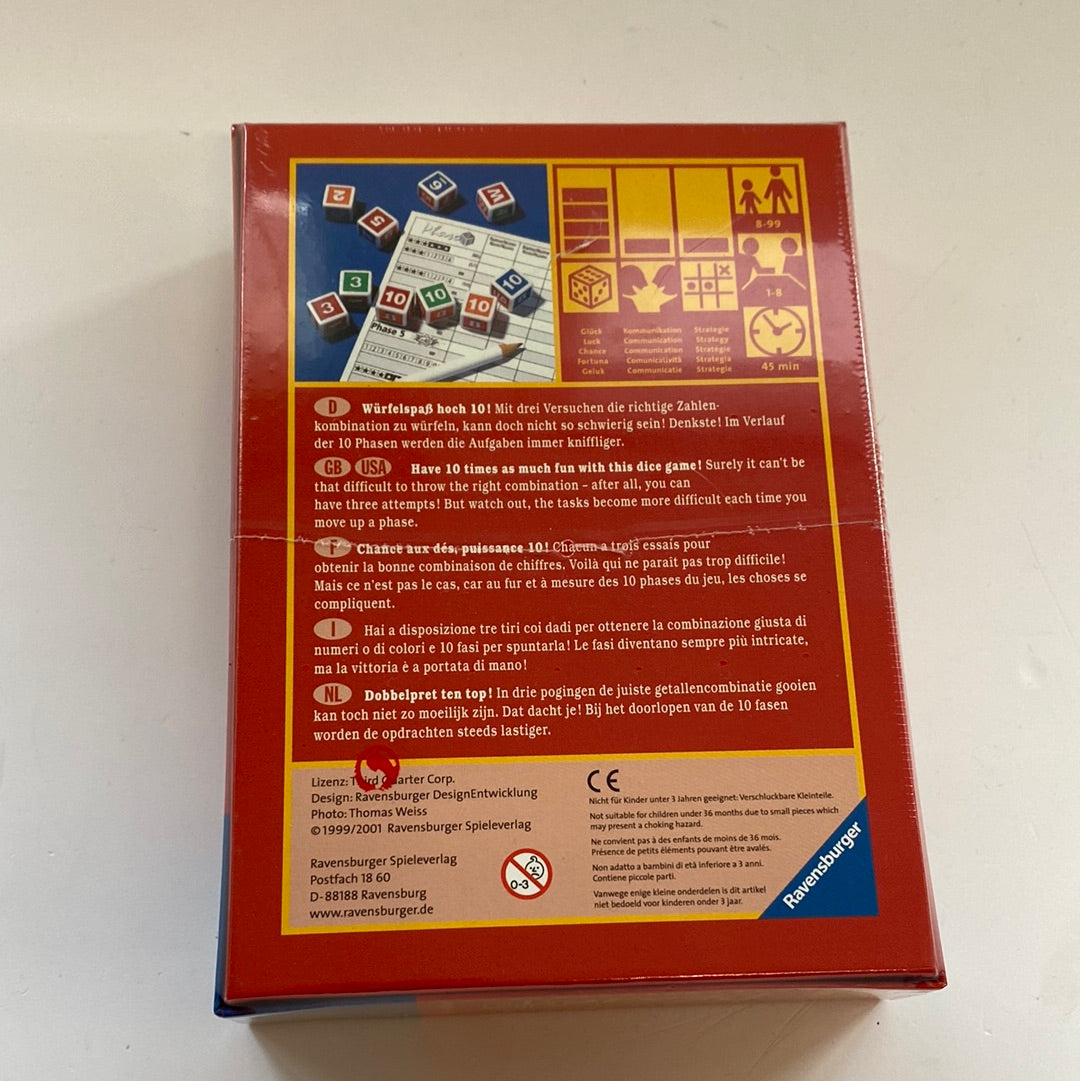 2
5
6
W
3
3
10
10
10
10
Phase
Phase 5
8-99
1-8
45 min
Glück Kommunikation Strategie
Luck Communication Strategy
Chance Communication Stratégie
Fortuna Comunicatività Strategia
Geluk Communicatie Strategie
D Würfelspaß hoch 10! Mit drei Versuchen die richtige Zahlen-
kombination zu würfeln, kann doch nicht so schwierig sein! Denkste! Im Verlauf
der 10 Phasen werden die Aufgaben immer kniffliger.
GB USA Have 10 times as much fun with this dice game! Surely it can't be
that difficult to throw the right combination – after all, you can
have three attempts! But watch out, the tasks become more difficult each time you
move up a phase.
F Chance aux dés, puissance 10! Chacun a trois essais pour
obtenir la bonne combinaison de chiffres. Voilà qui ne parait pas trop difficile!
Mais ce n'est pas le cas, car au fur et à mesure des 10 phases du jeu, les choses se
compliquent.
I Hai a disposizione tre tiri coi dadi per ottenere la combinazione giusta di
numeri o di colori e 10 fasi per spuntarla! Le fasi diventano sempre più intricate,
ma la vittoria è a portata di mano!
NL Dobbelpret ten top! In drie pogingen de juiste getallencombinatie gooien
kan toch niet zo moeilijk zijn. Dat dacht je! Bij het doorlopen van de 10 fasen
worden de opdrachten steeds lastiger.
Lizenz: Third Quarter Corp.
Design: Ravensburger DesignEntwicklung
Photo: Thomas Weiss
©1999/2001 Ravensburger Spieleverlag
Ravensburger Spieleverlag
Postfach 18 60
D-88188 Ravensburg
www.ravensburger.de
0-3
CE
Nicht für Kinder unter 3 Jahren geeignet: Verschluckbare Kleinteile.
Not suitable for children under 36 months due to small pieces which
may present a choking hazard.
Ne convient pas à des enfants de moins de 36 mois.
Présence de petits éléments pouvant être avalés.
Non adatto a bambini di età inferiore a 3 anni.
Contiene piccole parti.
Vanwege enige kleine onderdelen is dit artikel
niet bedoeld voor kinderen onder 3 jaar.
Ravensburger